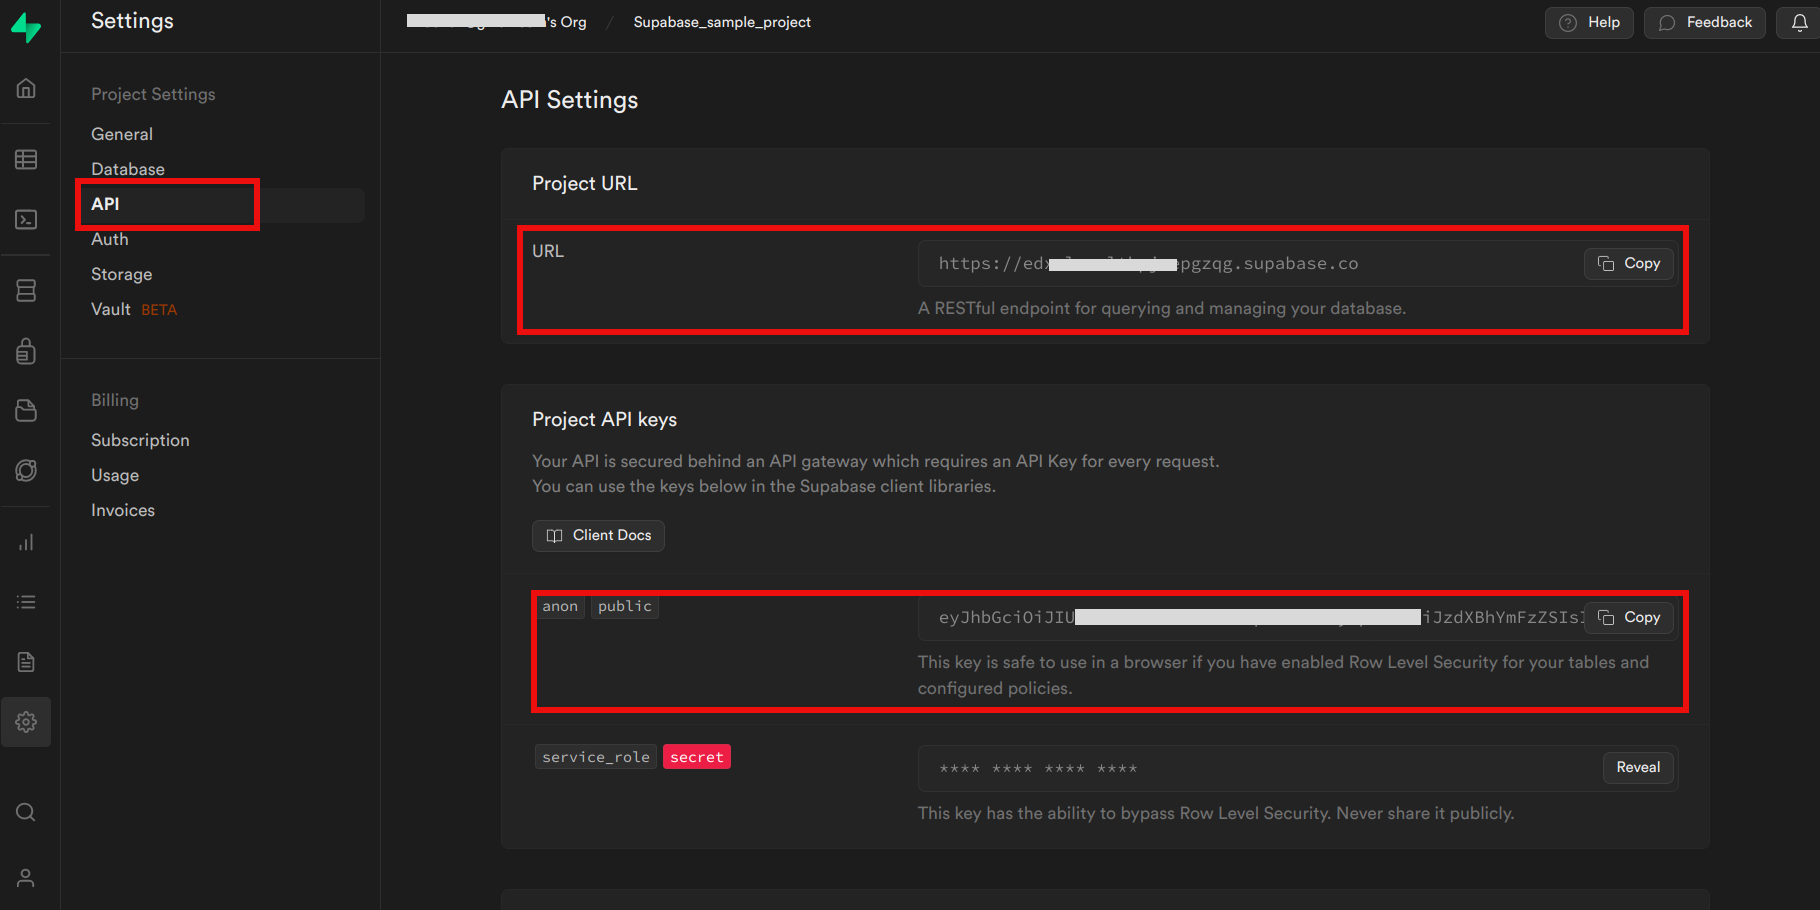 Settings
's Org / Supabase_sample_project
Help
Feedback
Project Settings
General
Database
API
Auth
Storage
Vault BETA
Billing
Subscription
Usage
Invoices
API Settings
Project URL
URL
https://ed pgzqg.supabase.co
Copy
A RESTful endpoint for querying and managing your database.
Project API keys
Your API is secured behind an API gateway which requires an API Key for every request.
You can use the keys below in the Supabase client libraries.
Client Docs
anon public
eyJhbGciOiJIU iJzdXBhYmFzZSIs
Copy
This key is safe to use in a browser if you have enabled Row Level Security for your tables and
configured policies.
service_role secret
**** **** **** ****
Reveal
This key has the ability to bypass Row Level Security. Never share it publicly.